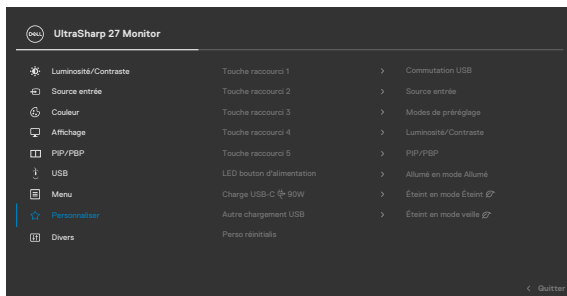 DELL UltraSharp 27 Monitor
Luminosité/Contraste Touche raccourci 1 > Commutation USB
Source entrée Touche raccourci 2 > Source entrée
Couleur Touche raccourci 3 > Modes de préréglage
Affichage Touche raccourci 4 > Luminosité/Contraste
PIP/PBP Touche raccourci 5 > PIP/PBP
USB LED bouton d'alimentation > Allumé en mode Allumé
Menu Charge USB-C 90W > Éteint en mode Éteint
Personnaliser Autre chargement USB > Éteint en mode veille
Divers Perso réinitialis
< Quitter